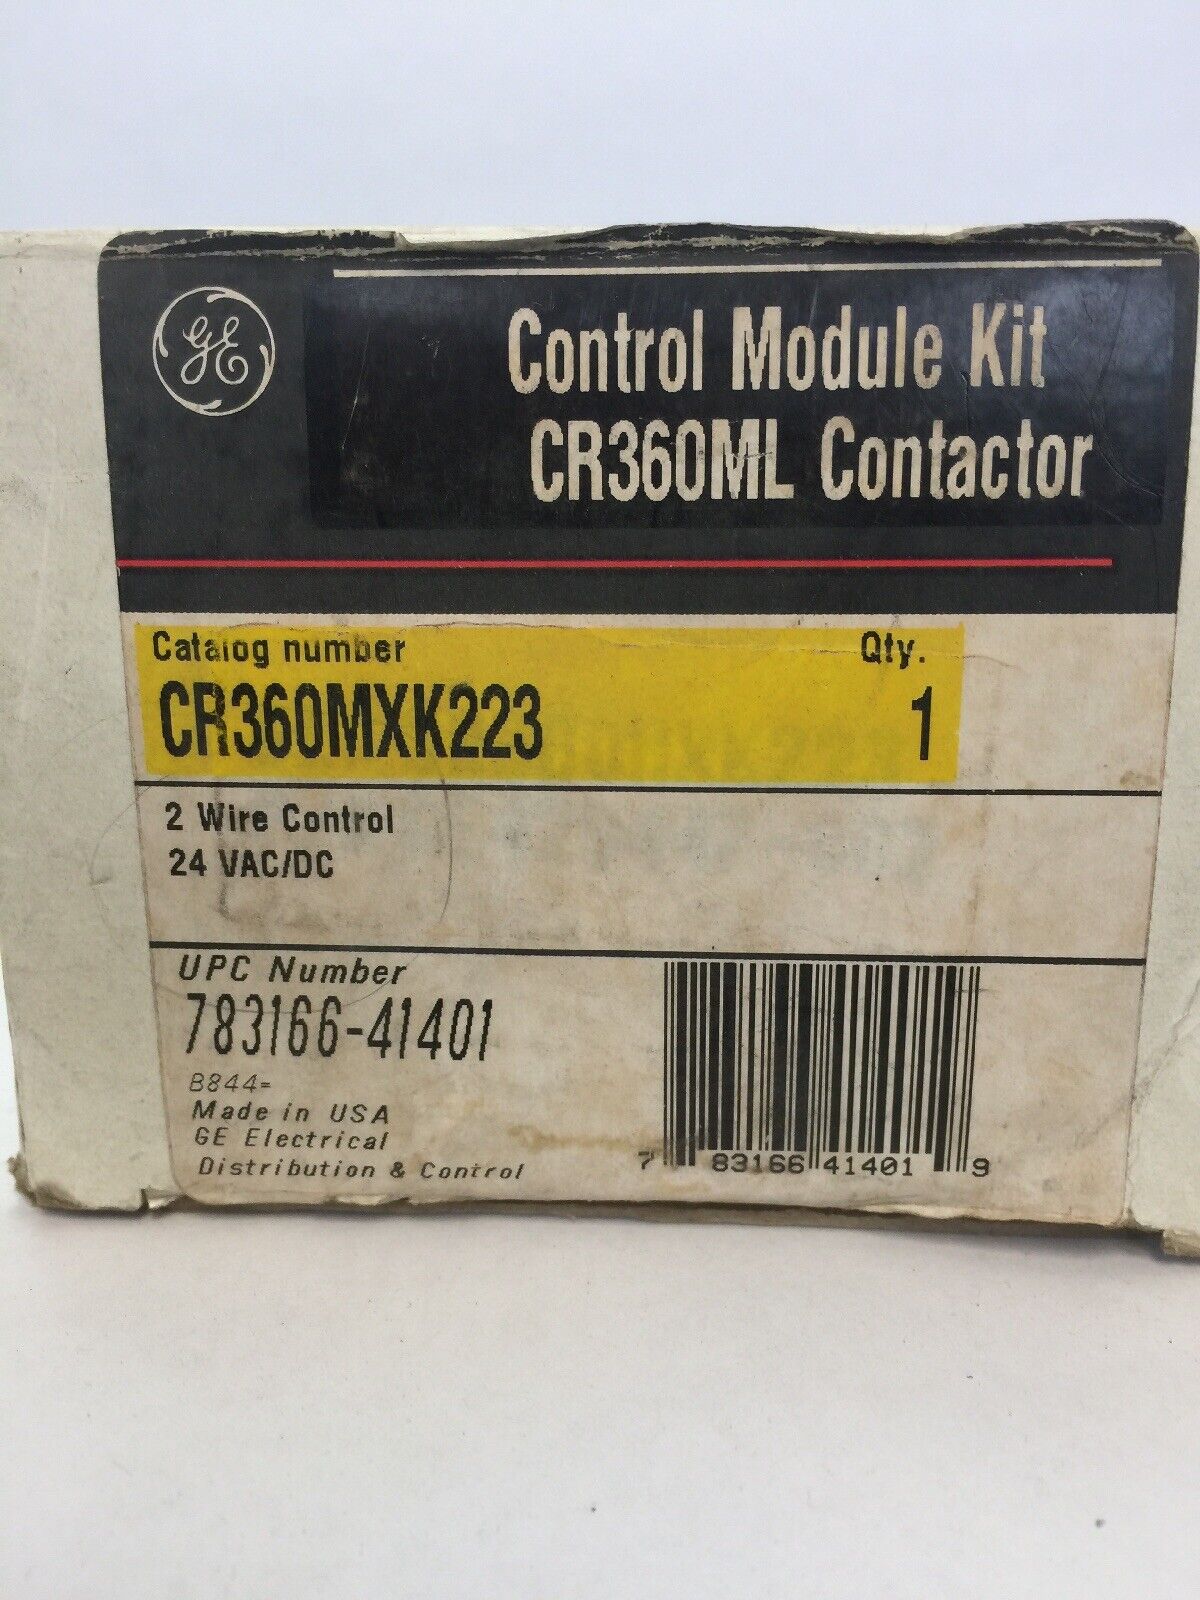 GE
Control Module Kit
CR360ML Contactor
Catalog number Qty.
CR360MXK223 1
2 Wire Control
24 VAC/DC
UPC Number
783166-41401
B844=
Made in USA
GE Electrical
Distribution & Control
7 83166 41401 9